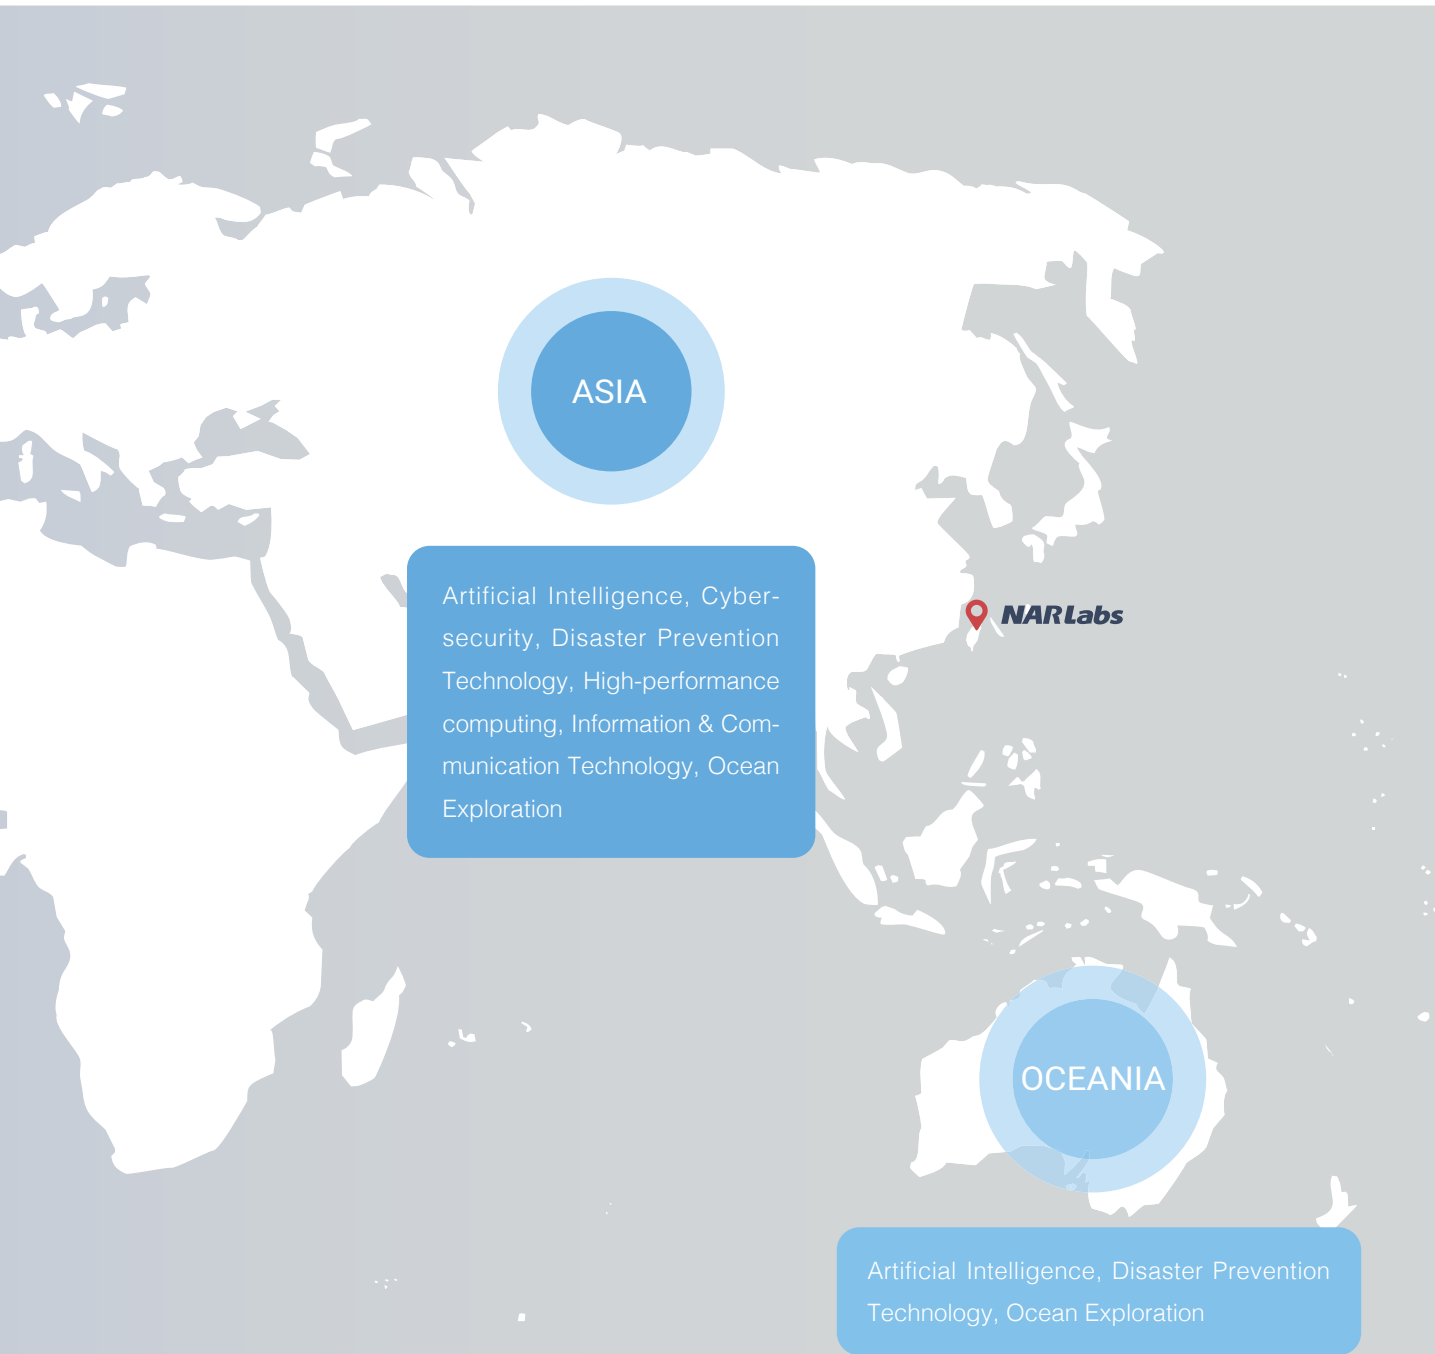 ASIA
Artificial Intelligence, Cyber-
security, Disaster Prevention
Technology, High-performance
computing, Information & Com-
munication Technology, Ocean
Exploration
NARLabs
OCEANIA
Artificial Intelligence, Disaster Prevention
Technology, Ocean Exploration